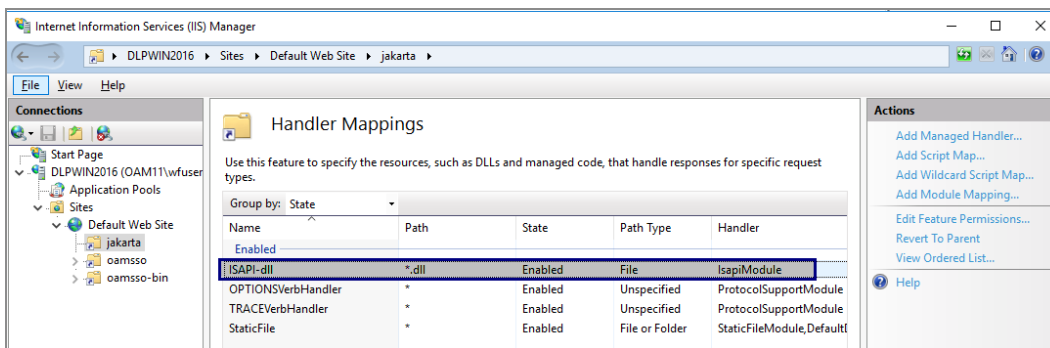 Internet Information Services (IIS) Manager
DLPWIN2016 Sites Default Web Site jakarta
File View Help
Connections
Start Page
DLPWIN2016 (OAM11\wfuser
Application Pools
Sites
Default Web Site
jakarta
oamsso
oamsso-bin
Handler Mappings
Use this feature to specify the resources, such as DLLs and managed code, that handle responses for specific request
types.
Group by: State
Name Path State Path Type Handler
Enabled
ISAPI-dll *.dll Enabled File IsapiModule
OPTIONSVerbHandler * Enabled Unspecified ProtocolSupportModule
TRACEVerbHandler * Enabled Unspecified ProtocolSupportModule
StaticFile * Enabled File or Folder StaticFileModule,Default
Actions
Add Managed Handler...
Add Script Map...
Add Wildcard Script Map...
Add Module Mapping...
Edit Feature Permissions...
Revert To Parent
View Ordered List...
Help